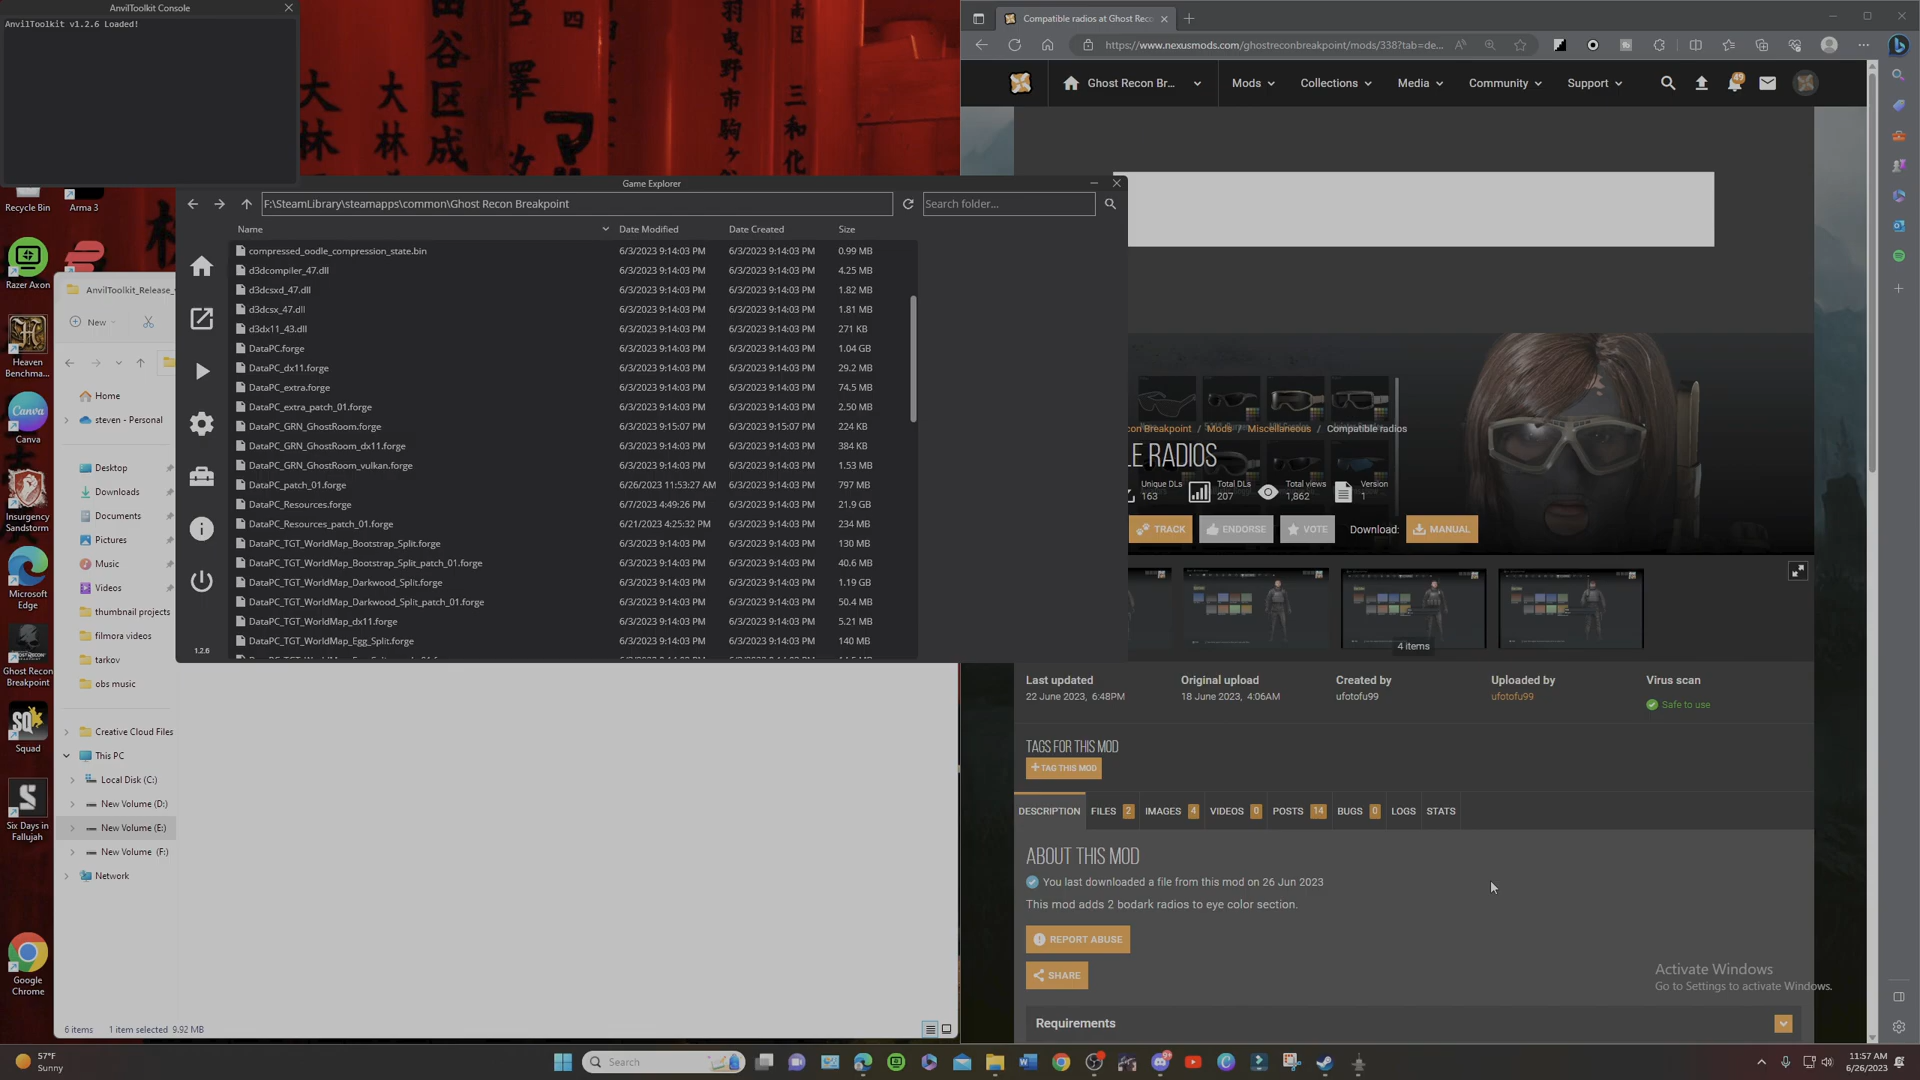 AnvilToolkit Console
AnvilToolkit v1.2.6 Loaded!
Recycle Bin
Arma 3
Razer Axon
Heaven Benchma...
Canva
Insurgency Sandstorm
Microsoft Edge
Ghost Recon Breakpoint
Squad
Six Days in Fallujah
Google Chrome
AnvilToolkit_Release_
New
Home
steven - Personal
Desktop
Downloads
Documents
Pictures
Music
Videos
thumbnail projects
filmora videos
tarkov
obs music
Creative Cloud Files
This PC
Local Disk (C:)
New Volume (D:)
New Volume (E:)
New Volume (F:)
Network
6 items 1 item selected 9.92 MB
Game Explorer
F:\SteamLibrary\steamapps\common\Ghost Recon Breakpoint
Search folder...
Name Date Modified Date Created Size
compressed_oodle_compression_state.bin 6/3/2023 9:14:03 PM 6/3/2023 9:14:03 PM 0.99 MB
d3dcompiler_47.dll 6/3/2023 9:14:03 PM 6/3/2023 9:14:03 PM 4.25 MB
d3dcsxd_47.dll 6/3/2023 9:14:03 PM 6/3/2023 9:14:03 PM 1.82 MB
d3dcsx_47.dll 6/3/2023 9:14:03 PM 6/3/2023 9:14:03 PM 1.81 MB
d3dx11_43.dll 6/3/2023 9:14:03 PM 6/3/2023 9:14:03 PM 271 KB
DataPC.forge 6/3/2023 9:14:03 PM 6/3/2023 9:14:03 PM 1.04 GB
DataPC_dx11.forge 6/3/2023 9:14:03 PM 6/3/2023 9:14:03 PM 29.2 MB
DataPC_extra.forge 6/3/2023 9:14:03 PM 6/3/2023 9:14:03 PM 74.5 MB
DataPC_extra_patch_01.forge 6/3/2023 9:14:03 PM 6/3/2023 9:14:03 PM 2.50 MB
DataPC_GRN_GhostRoom.forge 6/3/2023 9:15:07 PM 6/3/2023 9:15:07 PM 224 KB
DataPC_GRN_GhostRoom_dx11.forge 6/3/2023 9:14:03 PM 6/3/2023 9:14:03 PM 384 KB
DataPC_GRN_GhostRoom_vulkan.forge 6/3/2023 9:14:03 PM 6/3/2023 9:14:03 PM 1.53 MB
DataPC_patch_01.forge 6/26/2023 11:53:27 AM 6/3/2023 9:14:03 PM 797 MB
DataPC_Resources.forge 6/7/2023 4:49:26 PM 6/3/2023 9:14:03 PM 21.9 GB
DataPC_Resources_patch_01.forge 6/21/2023 4:25:32 PM 6/3/2023 9:14:03 PM 234 MB
DataPC_TGT_WorldMap_Bootstrap_Split.forge 6/3/2023 9:14:03 PM 6/3/2023 9:14:03 PM 130 MB
DataPC_TGT_WorldMap_Bootstrap_Split_patch_01.forge 6/3/2023 9:14:03 PM 6/3/2023 9:14:03 PM 40.6 MB
DataPC_TGT_WorldMap_Darkwood_Split.forge 6/3/2023 9:14:03 PM 6/3/2023 9:14:03 PM 1.19 GB
DataPC_TGT_WorldMap_Darkwood_Split_patch_01.forge 6/3/2023 9:14:03 PM 6/3/2023 9:14:03 PM 50.4 MB
DataPC_TGT_WorldMap_dx11.forge 6/3/2023 9:14:03 PM 6/3/2023 9:14:03 PM 5.21 MB
DataPC_TGT_WorldMap_Egg_Split.forge 6/3/2023 9:14:03 PM 6/3/2023 9:14:03 PM 140 MB
1.2.6
Compatible radios at Ghost Reco
https://www.nexusmods.com/ghostreconbreakpoint/mods/338?tab=de...
Ghost Recon Br... Mods Collections Media Community Support 49
con Breakpoint / Mods / Miscellaneous / Compatible radios
LE RADIOS
Unique DLs 163
Total DLs 207
Total views 1,862
Version 1
TRACK ENDORSE VOTE Download: MANUAL
4 items
Last updated Original upload Created by Uploaded by Virus scan
22 June 2023, 6:48PM 18 June 2023, 4:06AM ufotofu99 ufotofu99 Safe to use
TAGS FOR THIS MOD
+ TAG THIS MOD
DESCRIPTION FILES 2 IMAGES 4 VIDEOS 0 POSTS 14 BUGS 0 LOGS STATS
ABOUT THIS MOD
You last downloaded a file from this mod on 26 Jun 2023
This mod adds 2 bodark radios to eye color section.
REPORT ABUSE
SHARE
Requirements
Activate Windows
Go to Settings to activate Windows.
57°F
Sunny
Search
11:57 AM
6/26/2023